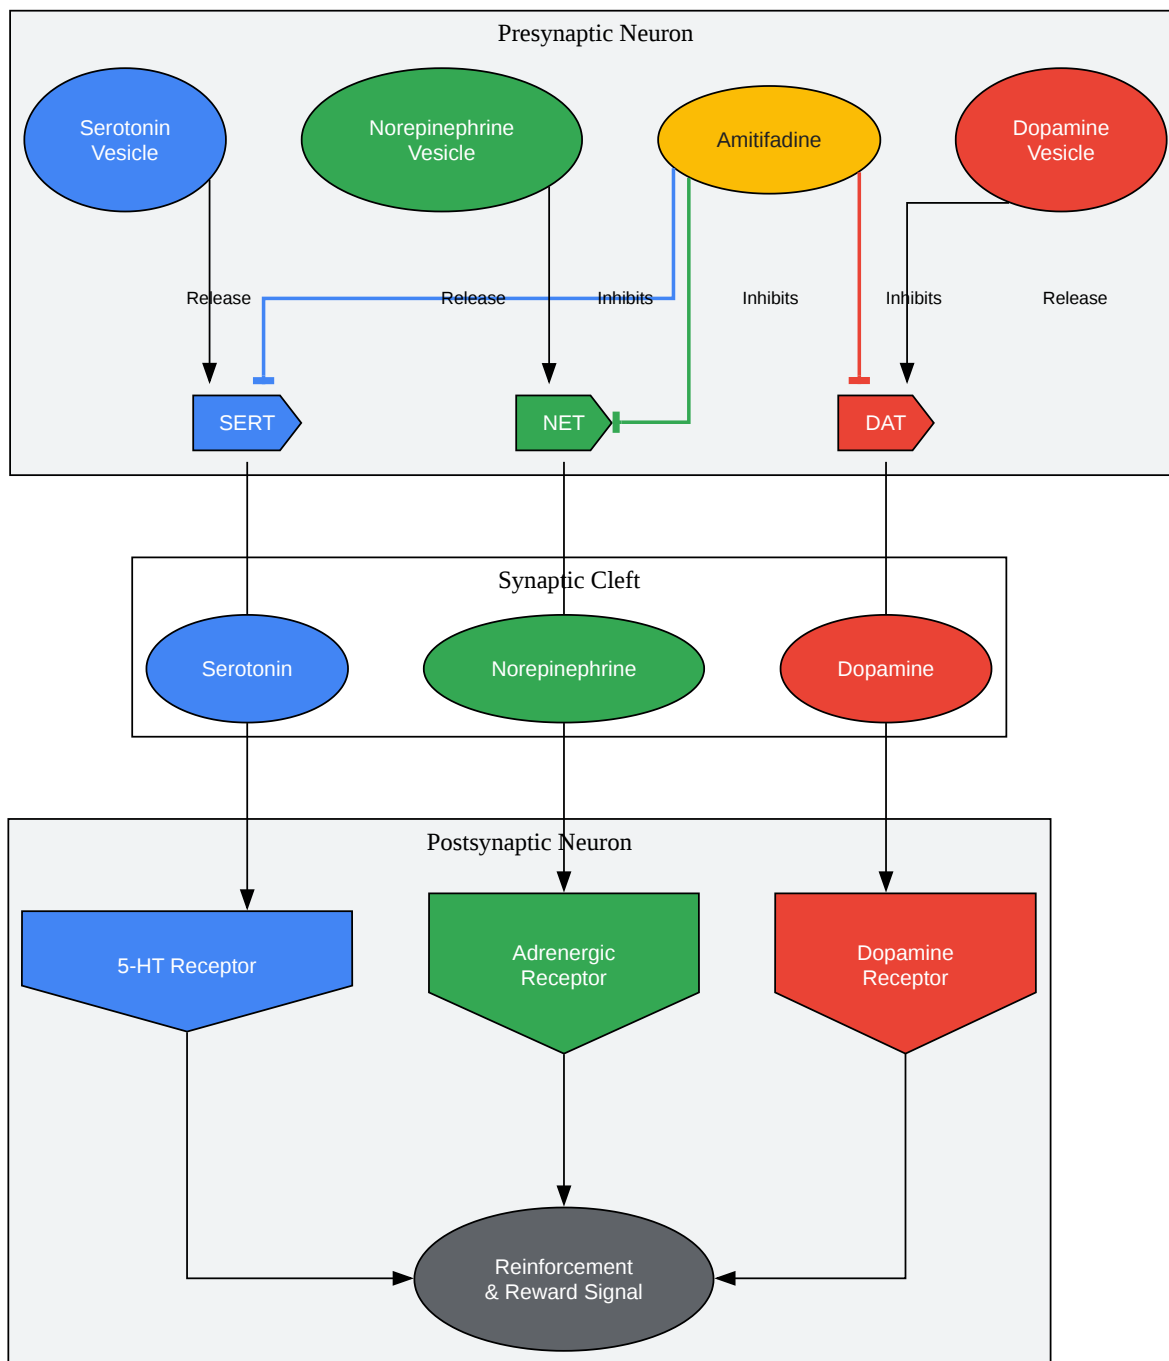 Presynaptic Neuron
Serotonin
Vesicle
Norepinephrine
Vesicle
Amitifadine
Dopamine
Vesicle
Release
Release
Inhibits
Inhibits
Inhibits
Release
SERT
NET
DAT
Synaptic Cleft
Serotonin
Norepinephrine
Dopamine
Postsynaptic Neuron
5-HT Receptor
Adrenergic
Receptor
Dopamine
Receptor
Reinforcement
& Reward Signal